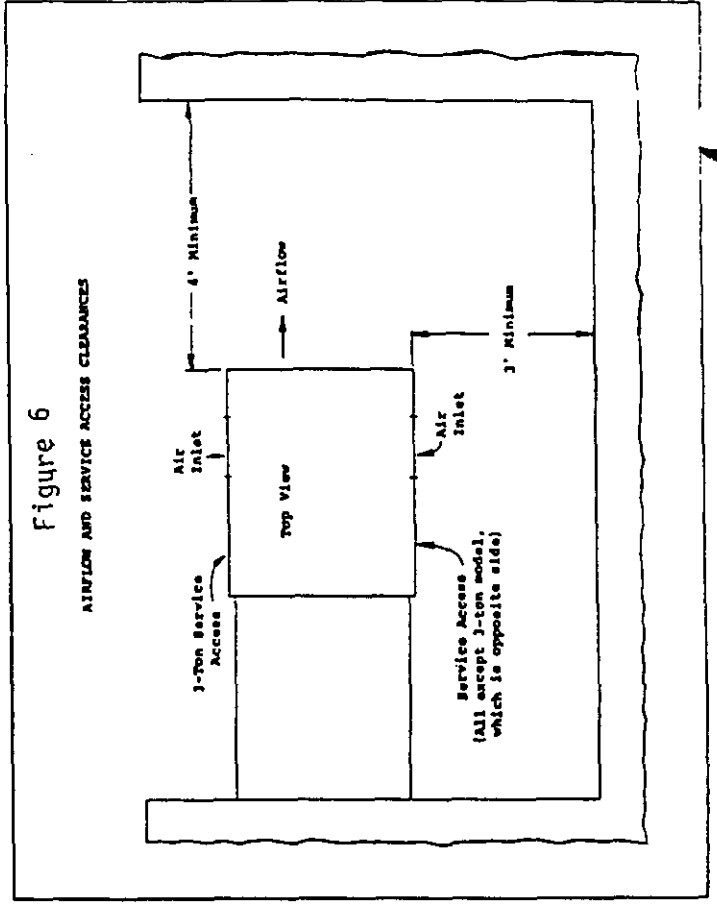 Figure 6
AIRFLOW AND SERVICE ACCESS CLEARANCES
4' Minimum
Airflow
Air
Inlet
3-Ton Service
Access
Top View
3' Minimum
Air
Inlet
Service Access
(All except 3-ton model,
which is opposite side)